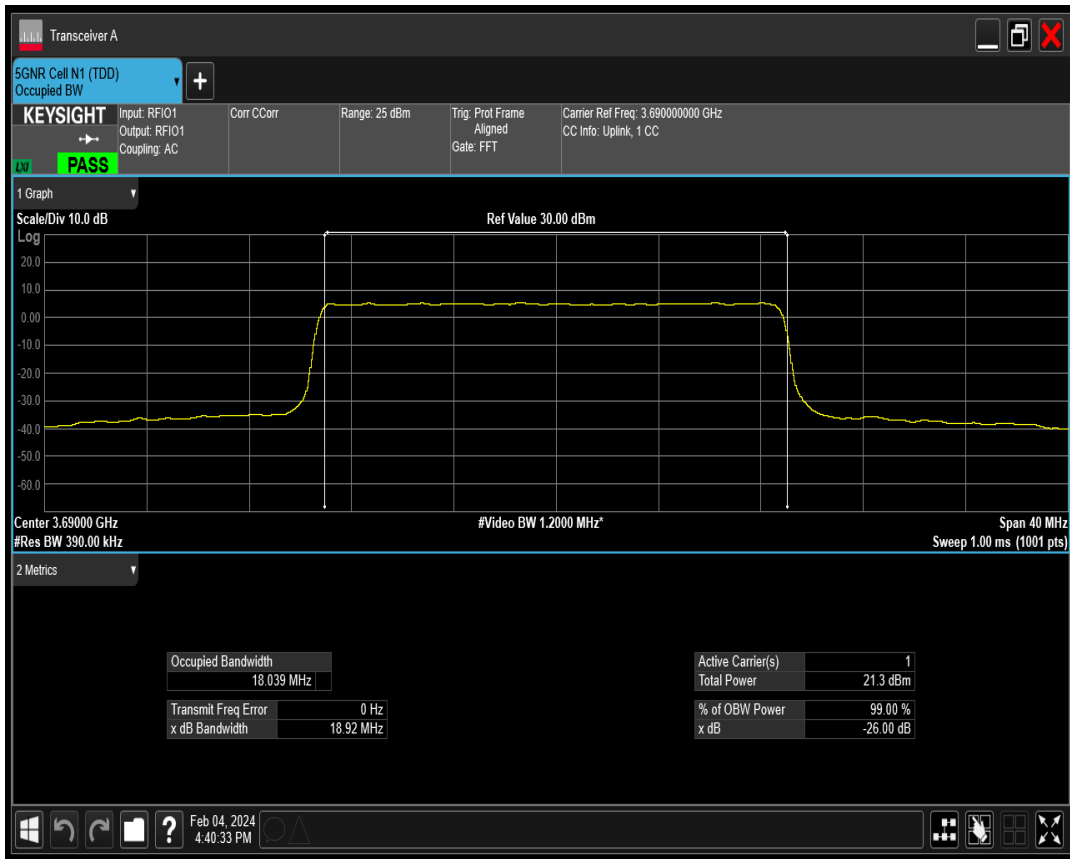 Transceiver A
5GNR Cell N1 (TDD)
Occupied BW
+
KEYSIGHT
LXI
PASS
Input: RFIO1
Output: RFIO1
Coupling: AC
Corr CCorr
Range: 25 dBm
Trig: Prot Frame
Aligned
Gate: FFT
Carrier Ref Freq: 3.690000000 GHz
CC Info: Uplink, 1 CC
1 Graph
Scale/Div 10.0 dB
Ref Value 30.00 dBm
Log
20.0
10.0
0.00
-10.0
-20.0
-30.0
-40.0
-50.0
-60.0
Center 3.69000 GHz
#Video BW 1.2000 MHz*
Span 40 MHz
#Res BW 390.00 kHz
Sweep 1.00 ms (1001 pts)
2 Metrics
Occupied Bandwidth
18.039 MHz
Transmit Freq Error 0 Hz
x dB Bandwidth 18.92 MHz
Active Carrier(s) 1
Total Power 21.3 dBm
% of OBW Power 99.00 %
x dB -26.00 dB
?
Feb 04, 2024
4:40:33 PM